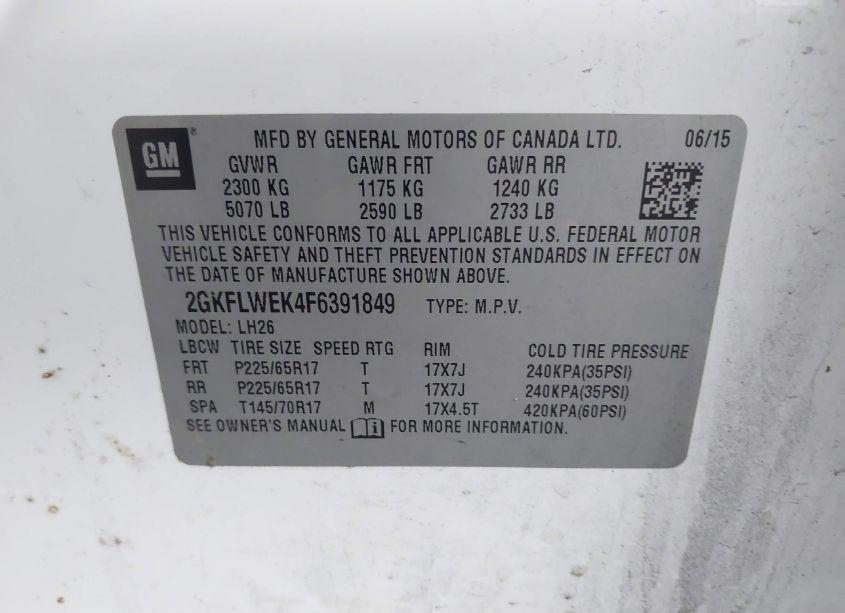 GM ® MFD BY GENERAL MOTORS OF CANADA LTD. 06/15
GVWR GAWR FRT GAWR RR
2300 KG 1175 KG 1240 KG
5070 LB 2590 LB 2733 LB
THIS VEHICLE CONFORMS TO ALL APPLICABLE U.S. FEDERAL MOTOR
VEHICLE SAFETY AND THEFT PREVENTION STANDARDS IN EFFECT ON
THE DATE OF MANUFACTURE SHOWN ABOVE.
2GKFLWEK4F6391849 TYPE: M.P.V.
MODEL: LH26
LBCW TIRE SIZE SPEED RTG RIM COLD TIRE PRESSURE
FRT P225/65R17 T 17X7J 240KPA(35PSI)
RR P225/65R17 T 17X7J 240KPA(35PSI)
SPA T145/70R17 M 17X4.5T 420KPA(60PSI)
SEE OWNER'S MANUAL FOR MORE INFORMATION.